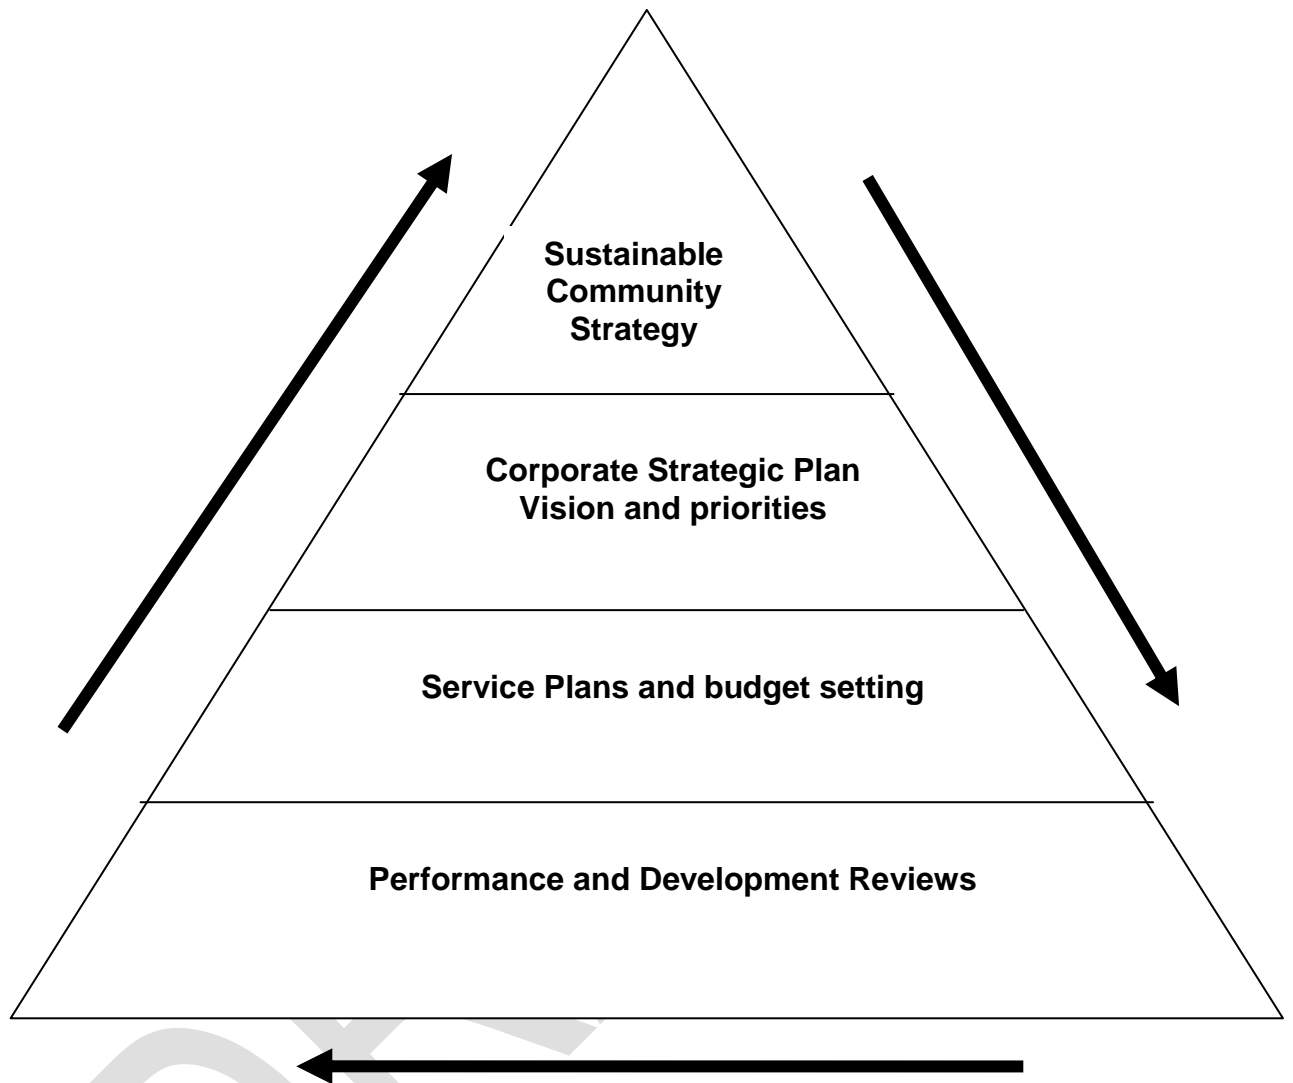 Sustainable
Community
Strategy
Corporate Strategic Plan
Vision and priorities
Service Plans and budget setting
Performance and Development Reviews